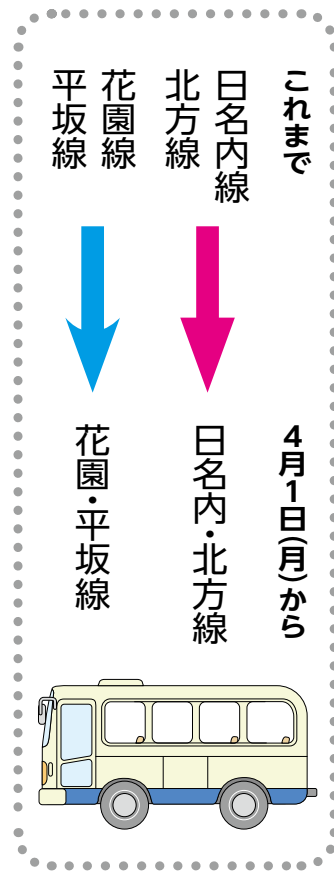 これまで
日名内線
北方線
花園線
平坂線
4月1日(月)から
日名内・北方線
花園・平坂線